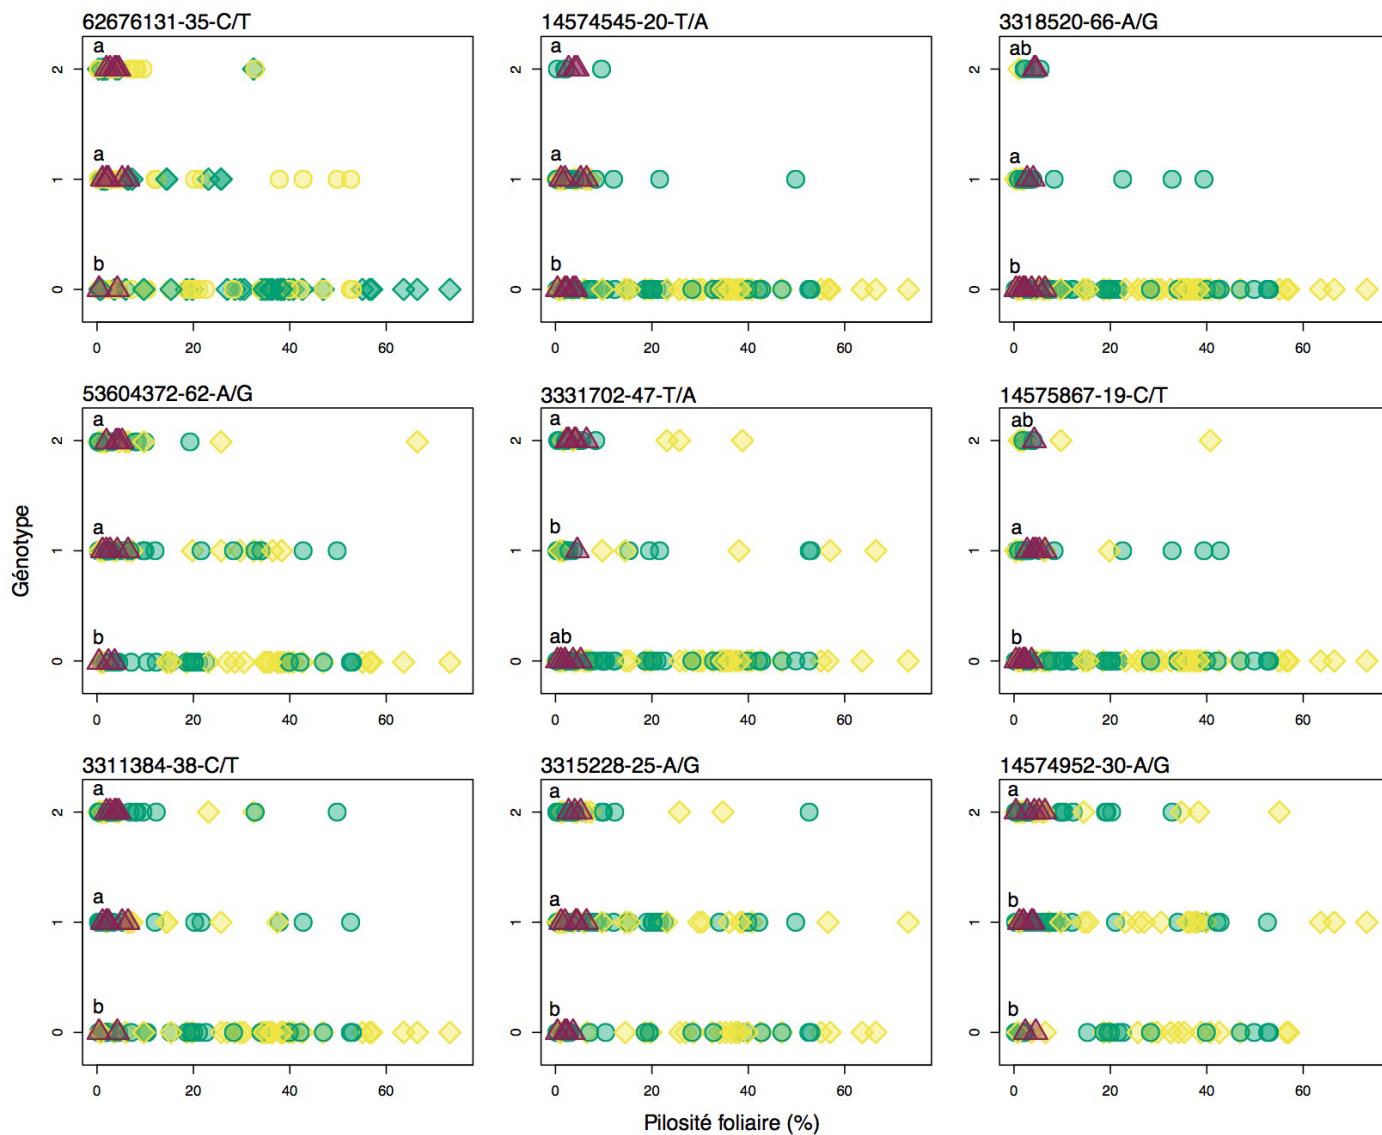 62676131-35-C/T
a
2
a
1
b
0
0 20 40 60
14574545-20-T/A
a
2
a
1
b
0
0 20 40 60
3318520-66-A/G
ab
2
a
1
b
0
0 20 40 60
53604372-62-A/G
a
2
a
1
b
0
0 20 40 60
3331702-47-T/A
a
2
b
1
ab
0
0 20 40 60
14575867-19-C/T
ab
2
a
1
b
0
0 20 40 60
Génotype
3311384-38-C/T
a
2
a
1
b
0
0 20 40 60
3315228-25-A/G
a
2
a
1
b
0
0 20 40 60
14574952-30-A/G
a
2
b
1
b
0
0 20 40 60
Pilosité foliaire (%)